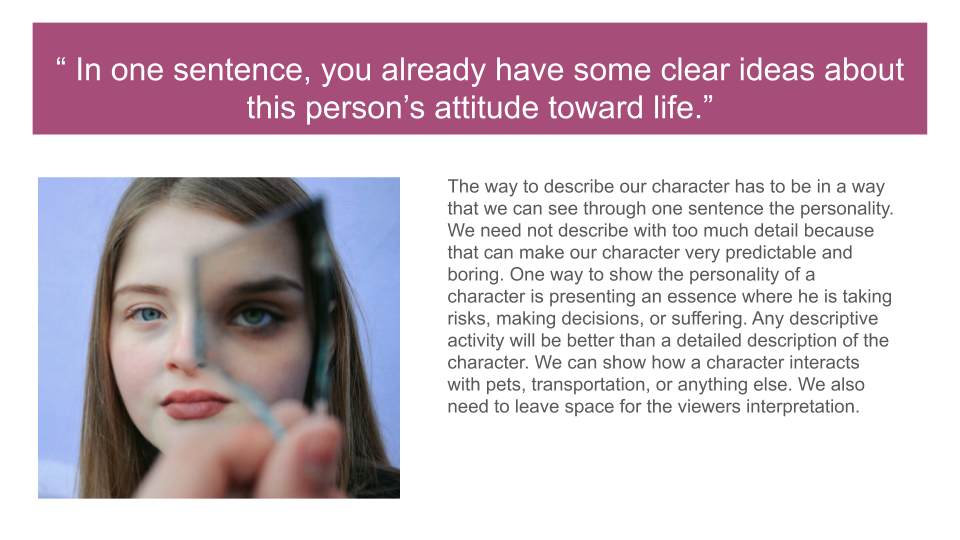 “ In one sentence, you already have some clear ideas about
this person’s attitude toward life.”
The way to describe our character has to be in a way
that we can see through one sentence the personality.
We need not describe with too much detail because
that can make our character very predictable and
boring. One way to show the personality of a
character is presenting an essence where he is taking
risks, making decisions, or suffering. Any descriptive
activity will be better than a detailed description of the
character. We can show how a character interacts
with pets, transportation, or anything else. We also
need to leave space for the viewers interpretation.